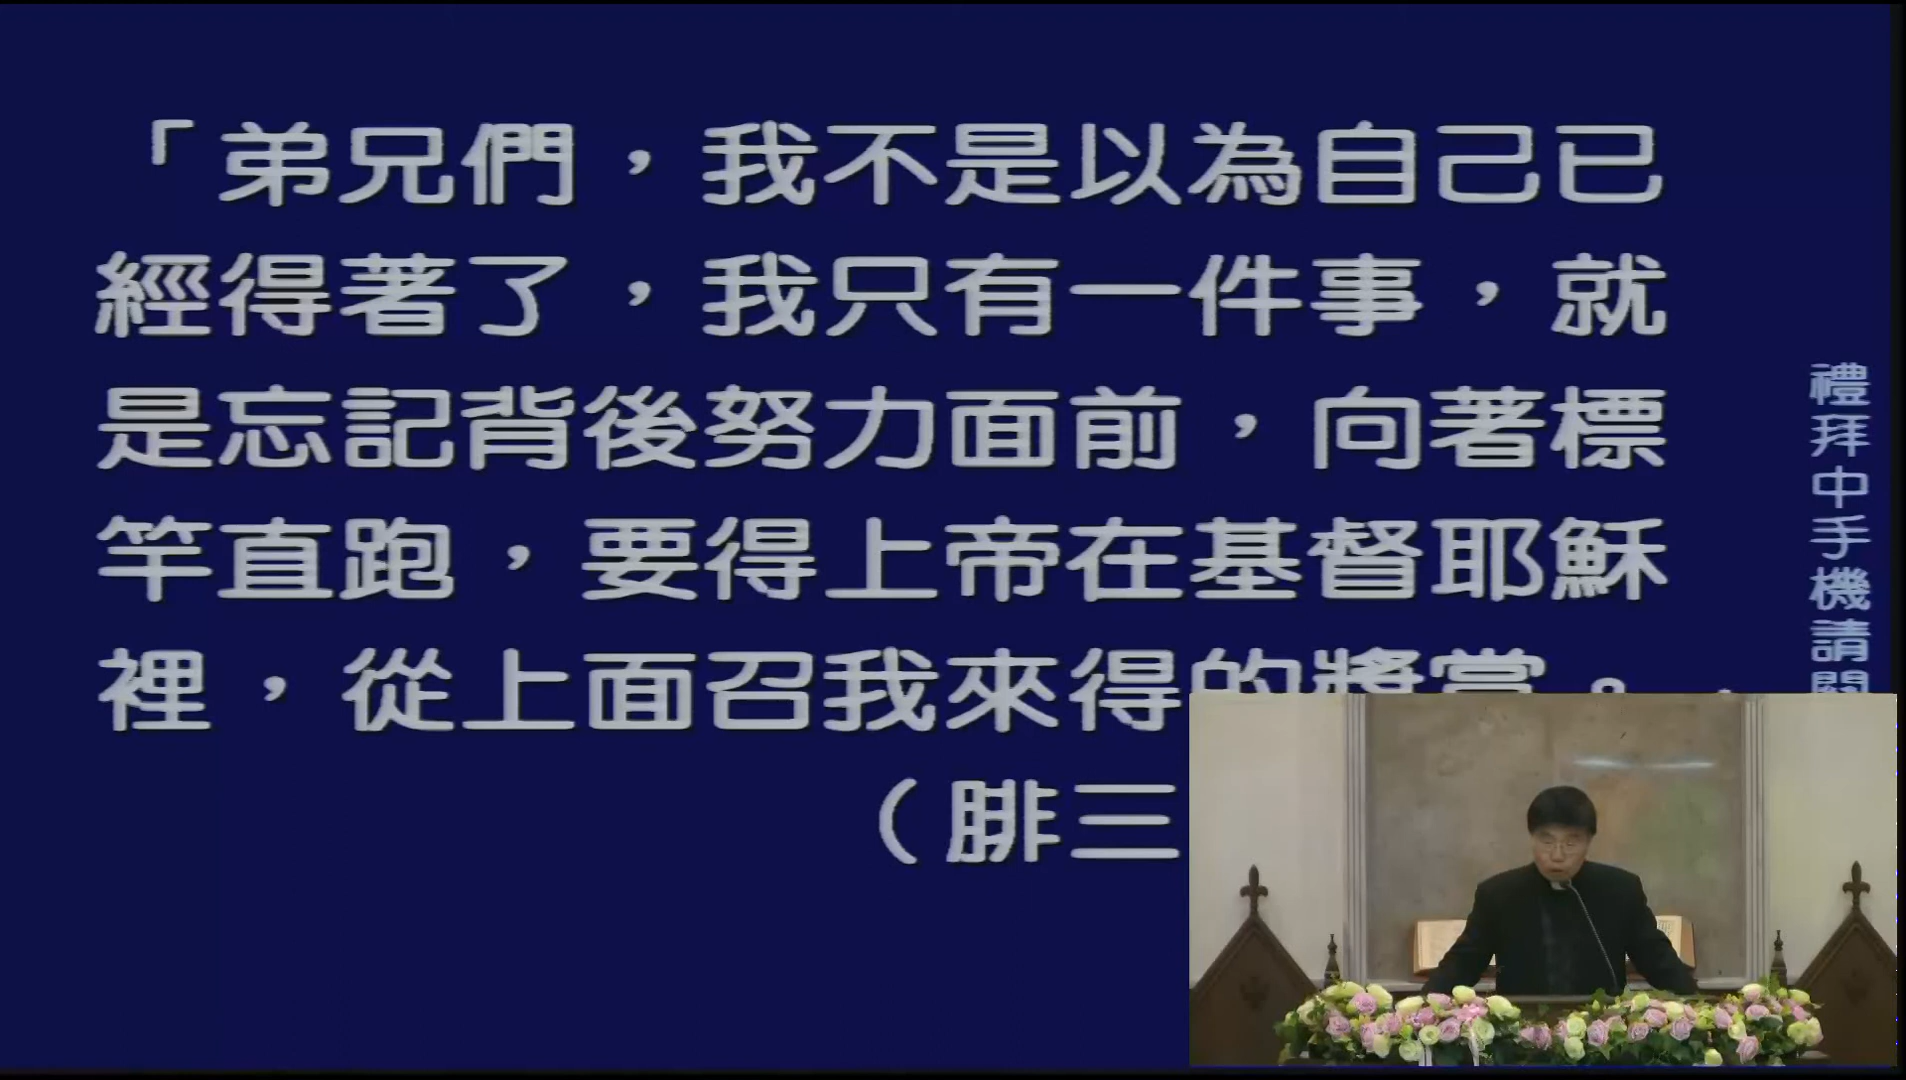 「弟兄們，我不是以為自己已
經得著了，我只有一件事，就
是忘記背後努力面前，向著標
竿直跑，要得上帝在基督耶穌
裡，從上面召我來得的獎賞。
（腓三
禮拜中手機請關